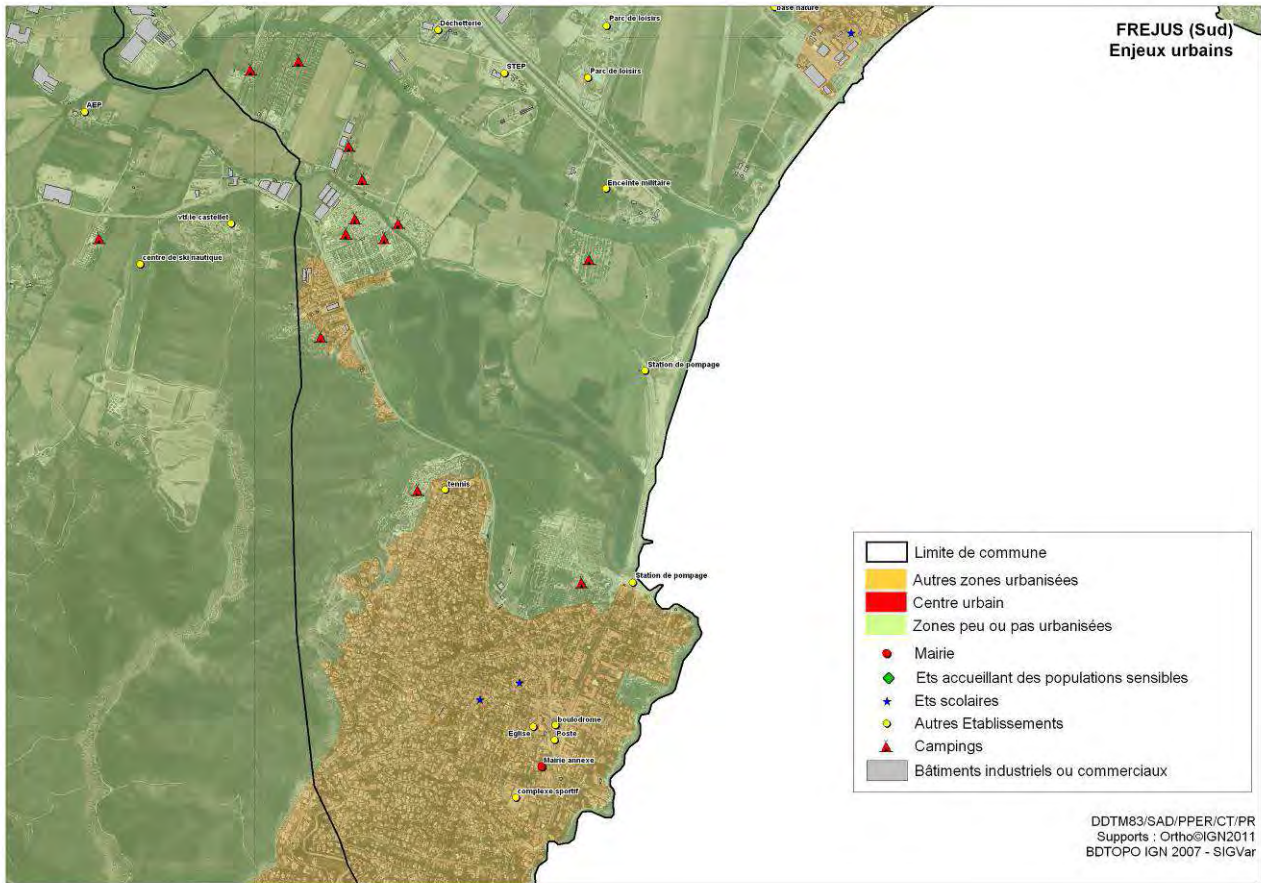 FREJUS (Sud)
Enjeux urbains
base nature
Parc de loisirs
Déchetterie
STEP
Parc de loisirs
AEP
Enceinte militaire
vtf le castellet
centre de ski nautique
Station de pompage
tennis
Station de pompage
boulodrome
Eglise
Poste
Mairie annexe
complexe sportif
Limite de commune
Autres zones urbanisées
Centre urbain
Zones peu ou pas urbanisées
Mairie
Ets accueillant des populations sensibles
Ets scolaires
Autres Etablissements
Campings
Bâtiments industriels ou commerciaux
DDTM83/SAD/PPER/CT/PR
Supports : Ortho©IGN2011
BDTOPO IGN 2007 - SIGVar